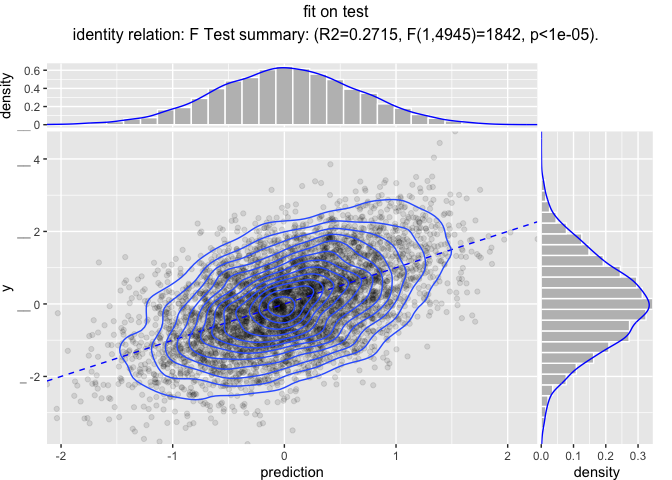 fit on test
identity relation: F Test summary: (R2=0.2715, F(1,4945)=1842, p<1e-05).
density
0.6
0.4
0.2
0
y
4
2
0
-2
-2 -1 0 1 2
prediction
0.0 0.1 0.2 0.3
density